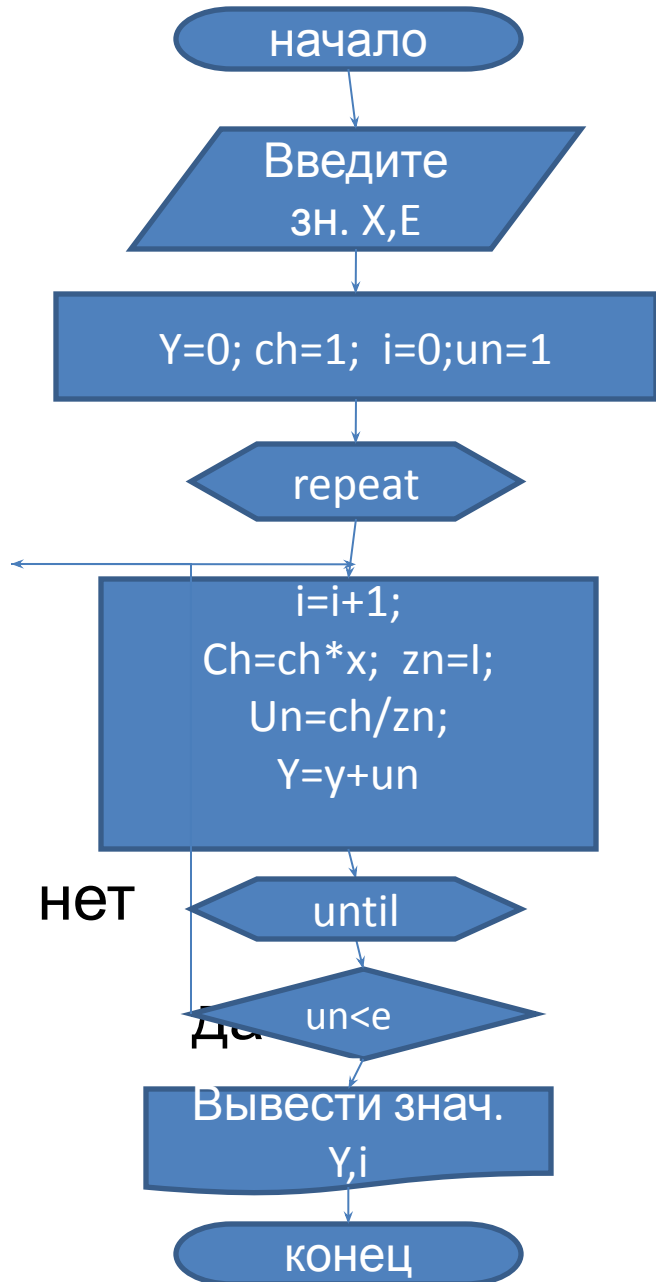 начало
Введите
зн. X,E
Y=0; ch=1; i=0;un=1
repeat
i=i+1;
Ch=ch*x; zn=I;
Un=ch/zn;
Y=y+un
нет
until
да
un<e
Вывести знач.
Y,i
конец